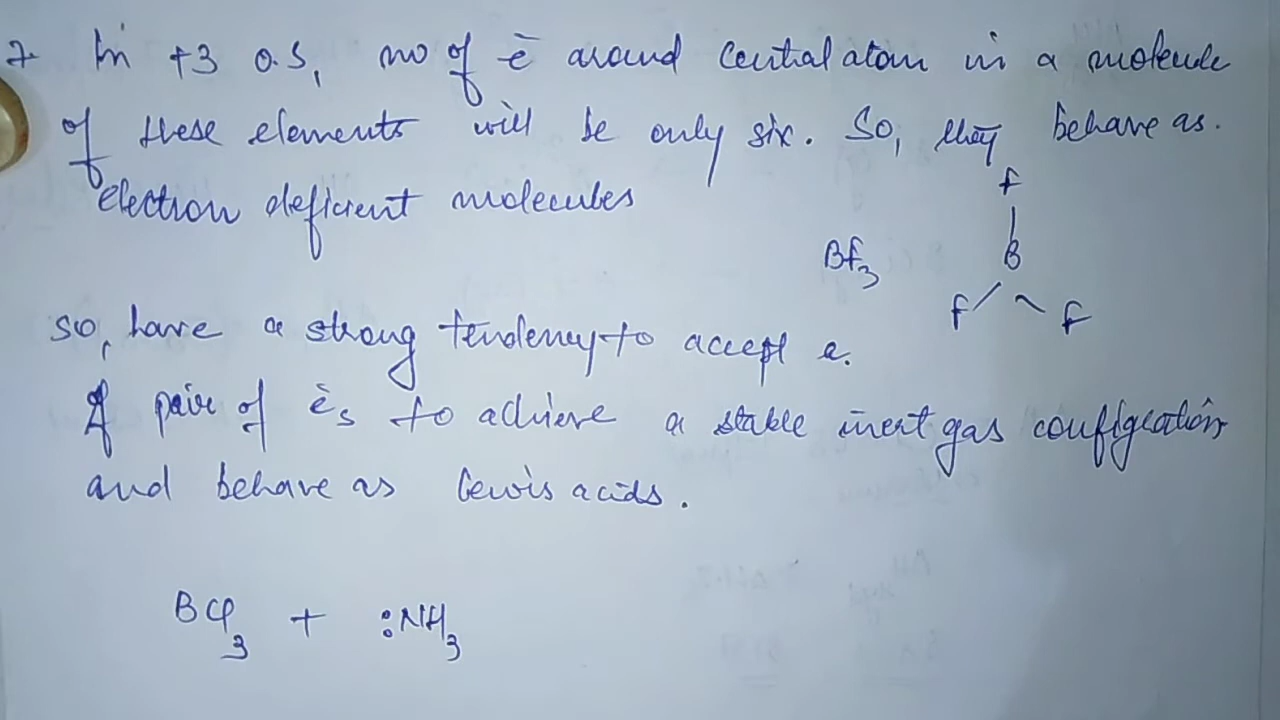 7. In +3 O.S, no of ē around Central atom in a molecule
of these elements will be only six. So, they behave as.
electron deficient molecules
F
BF3 B
F F
so, have a strong tendency to accept e.
A pair of ēs to achieve a stable inert gas configration
and behave as Lewis acids.
BCl3 + :NH3